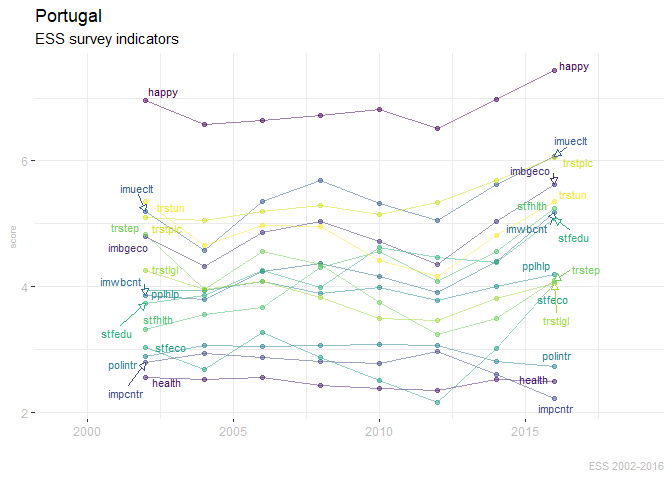 Portugal
ESS survey indicators
happy
happy
imueclt
trstplc
imbgeco
imueclt
trstun
trstun
stfhlth
trstep
trstplc
imwbcnt
stfedu
imbgeco
trstlgl
pplhlp
trstep
imwbcnt
pplhlp
stfeco
stfhlth
trstlgl
stfedu
stfeco
polintr
polintr
health
health
impcntr
impcntr
score
6
4
2
2000
2005
2010
2015
ESS 2002-2016